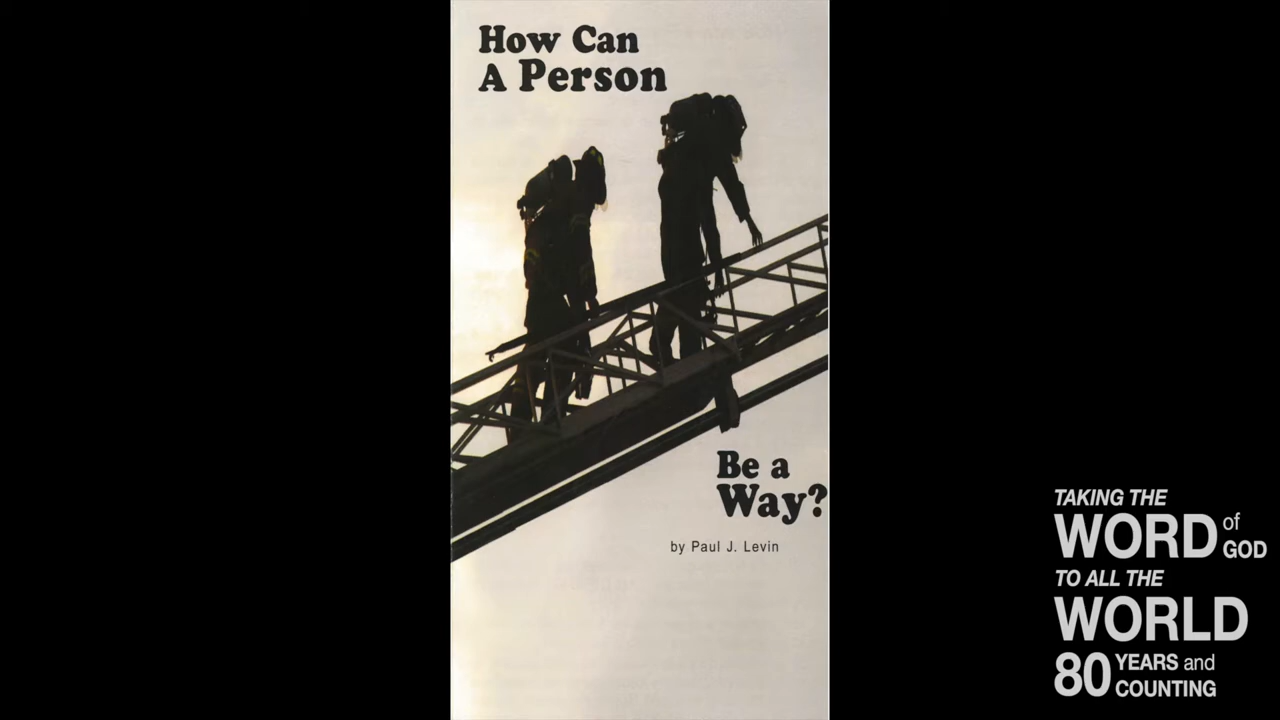 How Can
A Person
Be a
Way?
by Paul J. Levin
TAKING THE
WORD of
GOD
TO ALL THE
WORLD
80 YEARS and
COUNTING